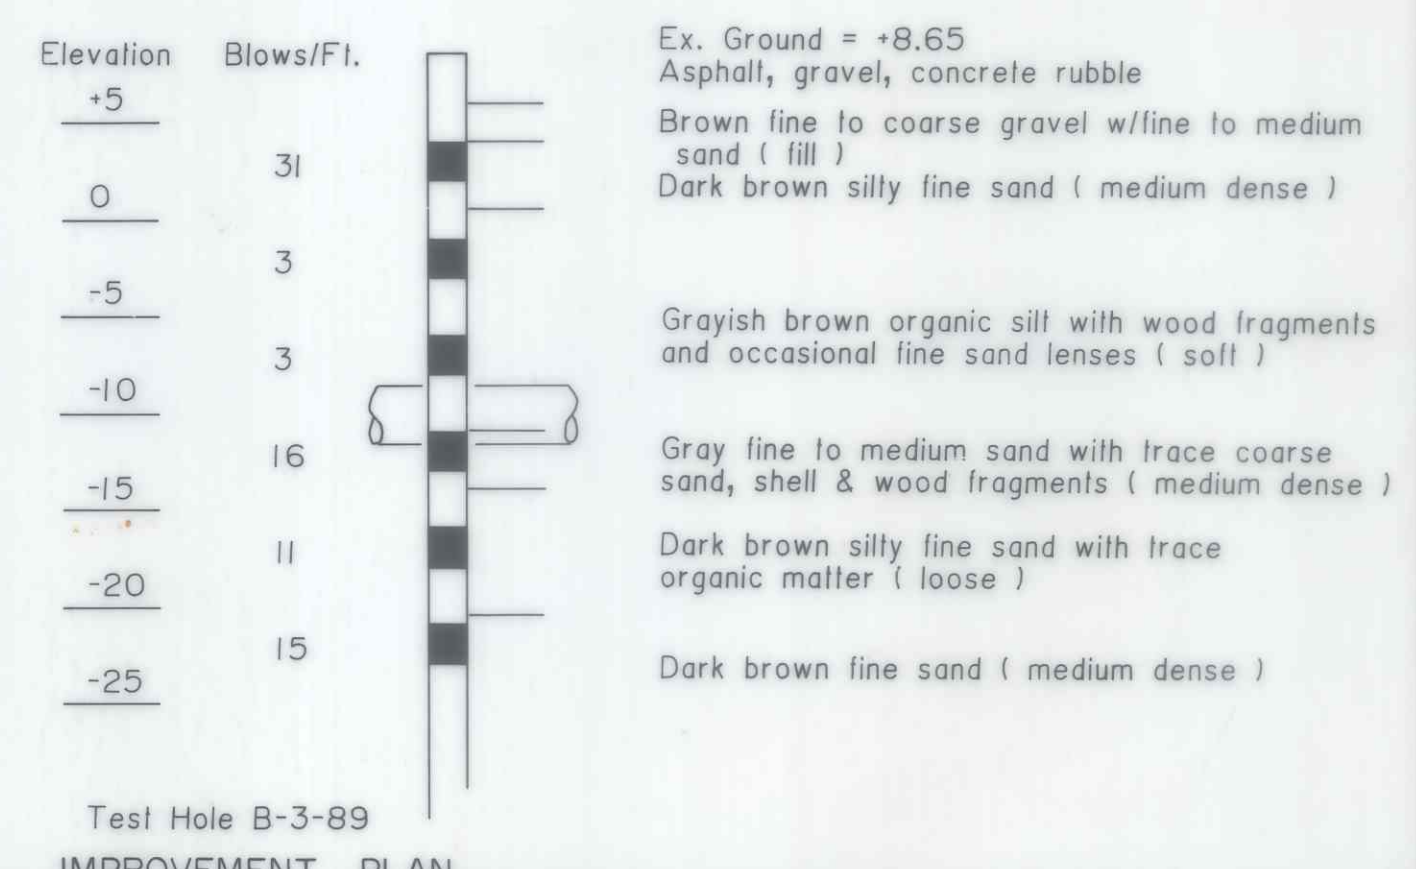 Elevation Blows/Ft.
Ex. Ground = +8.65
Asphalt, gravel, concrete rubble
+5
Brown fine to coarse gravel w/fine to medium
sand ( fill )
31
Dark brown silty fine sand ( medium dense )
0
3
-5
Grayish brown organic silt with wood fragments
and occasional fine sand lenses ( soft )
3
-10
Gray fine to medium sand with trace coarse
sand, shell & wood fragments ( medium dense )
16
-15
Dark brown silty fine sand with trace
organic matter ( loose )
11
-20
15
Dark brown fine sand ( medium dense )
-25
Test Hole B-3-89
IMPROVEMENT PLAN